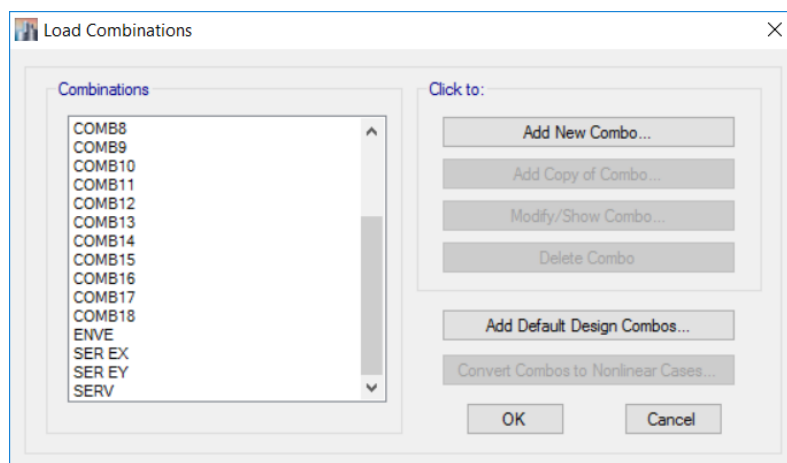 Load Combinations
Combinations
COMB8
COMB9
COMB10
COMB11
COMB12
COMB13
COMB14
COMB15
COMB16
COMB17
COMB18
ENVE
SER EX
SER EY
SERV
Click to:
Add New Combo...
Add Copy of Combo...
Modify/Show Combo...
Delete Combo
Add Default Design Combos...
Convert Combos to Nonlinear Cases...
OK
Cancel